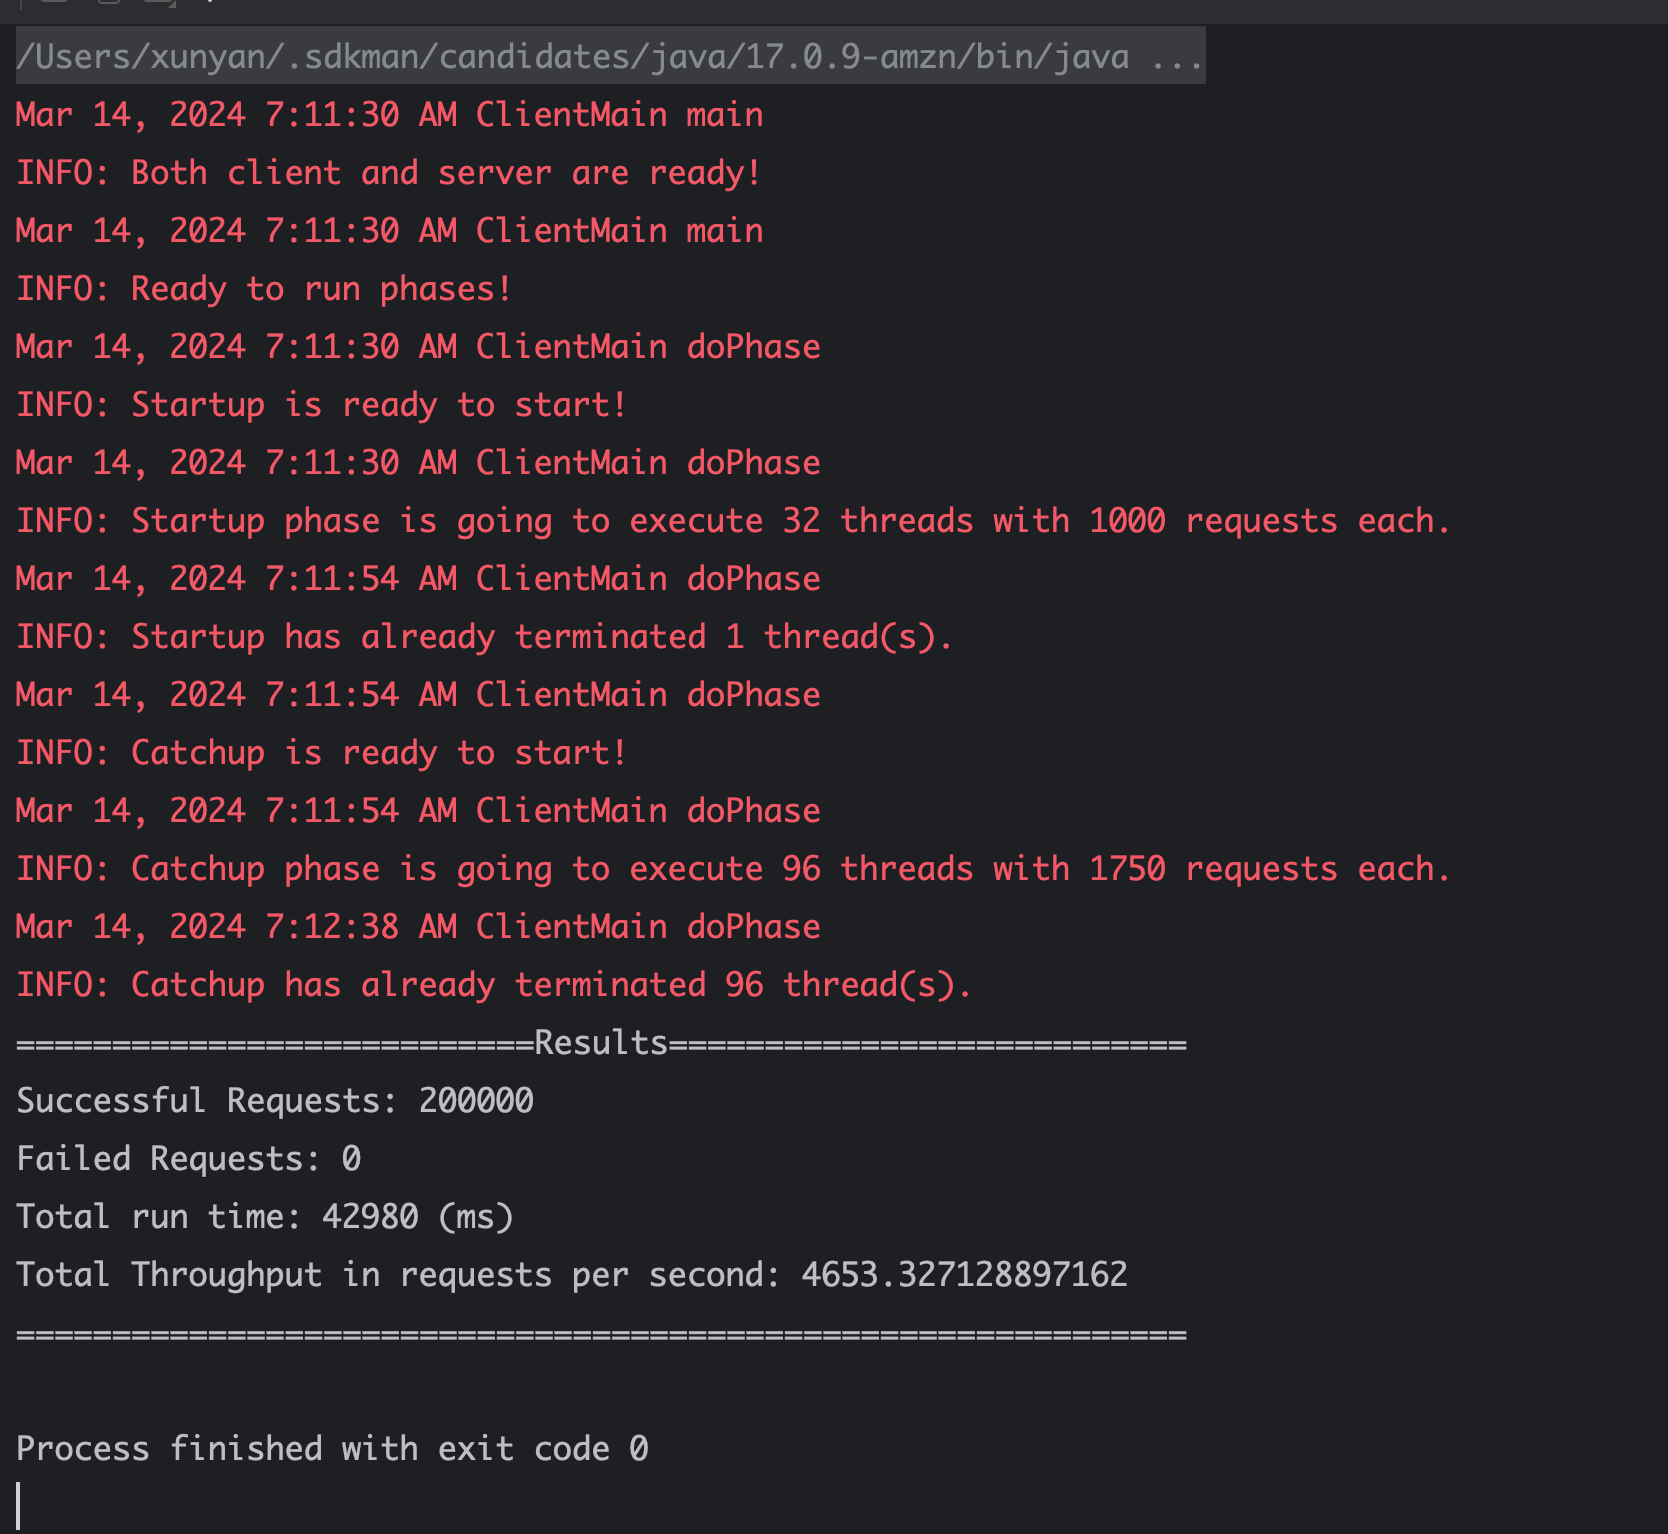 /Users/xunyan/.sdkman/candidates/java/17.0.9-amzn/bin/java ...
Mar 14, 2024 7:11:30 AM ClientMain main
INFO: Both client and server are ready!
Mar 14, 2024 7:11:30 AM ClientMain main
INFO: Ready to run phases!
Mar 14, 2024 7:11:30 AM ClientMain doPhase
INFO: Startup is ready to start!
Mar 14, 2024 7:11:30 AM ClientMain doPhase
INFO: Startup phase is going to execute 32 threads with 1000 requests each.
Mar 14, 2024 7:11:54 AM ClientMain doPhase
INFO: Startup has already terminated 1 thread(s).
Mar 14, 2024 7:11:54 AM ClientMain doPhase
INFO: Catchup is ready to start!
Mar 14, 2024 7:11:54 AM ClientMain doPhase
INFO: Catchup phase is going to execute 96 threads with 1750 requests each.
Mar 14, 2024 7:12:38 AM ClientMain doPhase
INFO: Catchup has already terminated 96 thread(s).
===========================Results===========================
Successful Requests: 200000
Failed Requests: 0
Total run time: 42980 (ms)
Total Throughput in requests per second: 4653.327128897162
=============================================================
Process finished with exit code 0